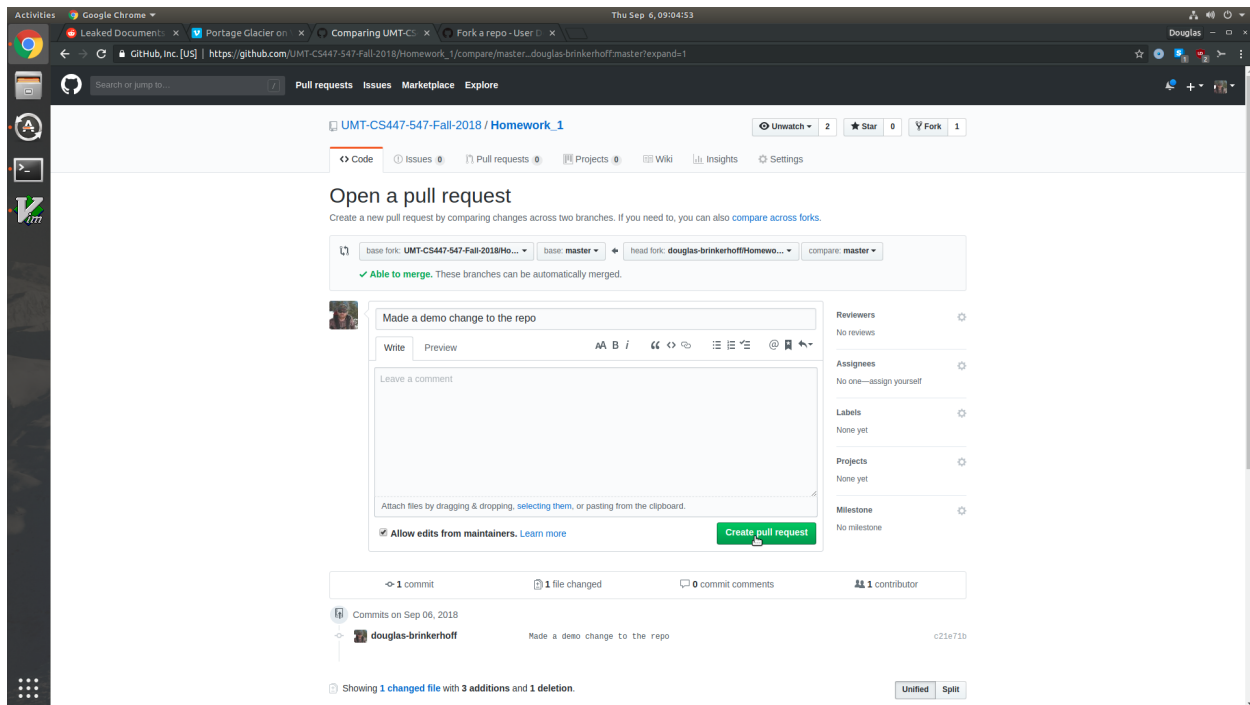 Activities Google Chrome ▾ Thu Sep 6, 09:04:53
Leaked Documents × Portage Glacier on × Comparing UMT-CS × Fork a repo - User D × Douglas
GitHub, Inc. [US] | https://github.com/UMT-CS447-547-Fall-2018/Homework_1/compare/master...douglas-brinkerhoff:master?expand=1
Search or jump to... / Pull requests Issues Marketplace Explore
UMT-CS447-547-Fall-2018 / Homework_1 Unwatch ▾ 2 Star 0 Fork 1
<> Code Issues 0 Pull requests 0 Projects 0 Wiki Insights Settings
Open a pull request
Create a new pull request by comparing changes across two branches. If you need to, you can also compare across forks.
base fork: UMT-CS447-547-Fall-2018/Ho... ▾ base: master ▾ head fork: douglas-brinkerhoff/Homewo... ▾ compare: master ▾
✓ Able to merge. These branches can be automatically merged.
Made a demo change to the repo
Write Preview AA B i “ <> @
Leave a comment
Attach files by dragging & dropping, selecting them, or pasting from the clipboard.
Allow edits from maintainers. Learn more Create pull request
Reviewers
No reviews
Assignees
No one—assign yourself
Labels
None yet
Projects
None yet
Milestone
No milestone
1 commit 1 file changed 0 commit comments 1 contributor
Commits on Sep 06, 2018
douglas-brinkerhoff Made a demo change to the repo c21e71b
Showing 1 changed file with 3 additions and 1 deletion. Unified Split
Vim